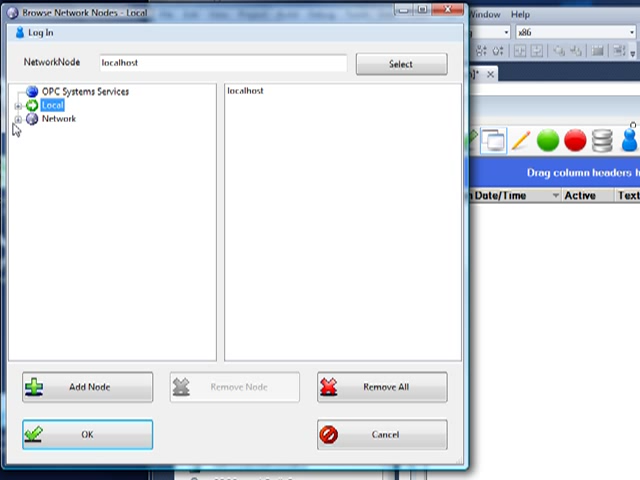 Browse Network Nodes - Local
Window Help
Log In
x86
NetworkNode localhost Select
OPC Systems Services
Local
Network
localhost
Drag column headers h
Date/Time Active Text
Add Node Remove Node Remove All
OK Cancel